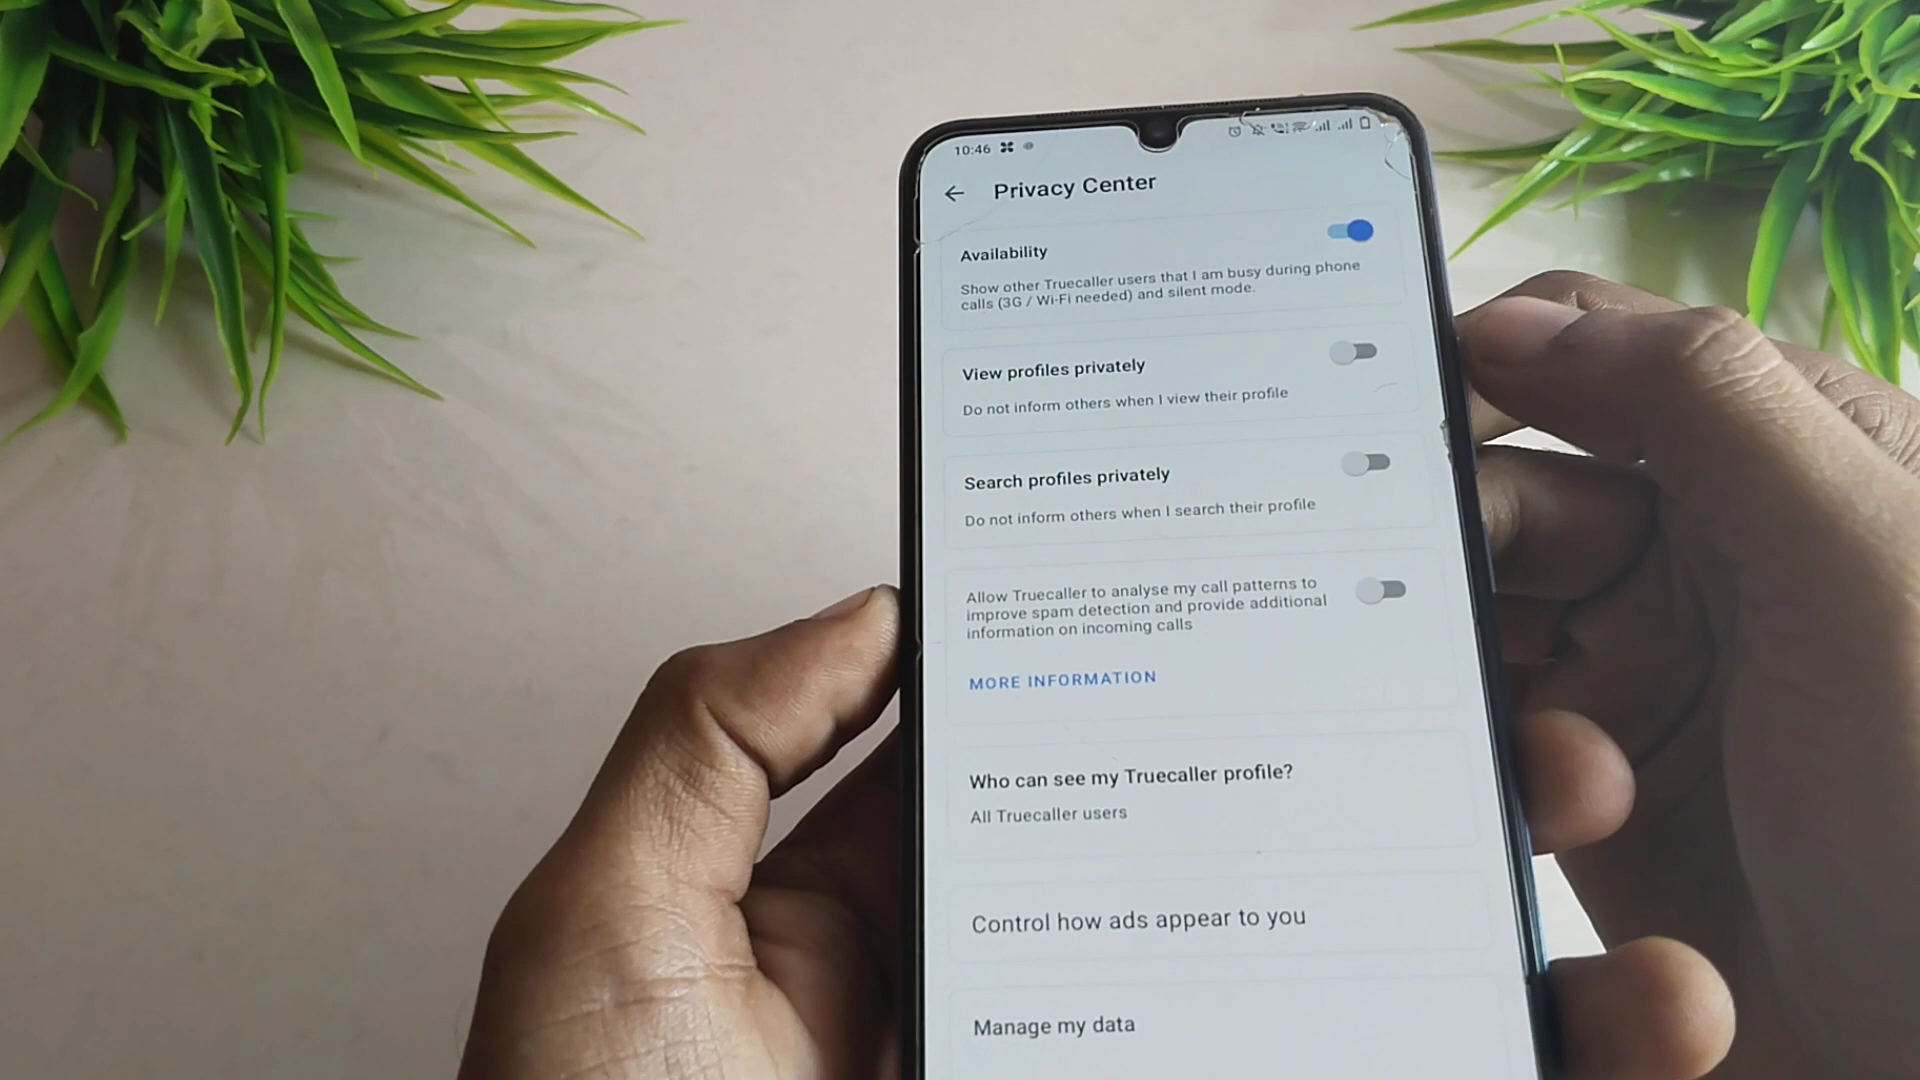 10:46
Privacy Center
Availability
Show other Truecaller users that I am busy during phone
calls (3G / Wi-Fi needed) and silent mode.
View profiles privately
Do not inform others when I view their profile
Search profiles privately
Do not inform others when I search their profile
Allow Truecaller to analyse my call patterns to
improve spam detection and provide additional
information on incoming calls
MORE INFORMATION
Who can see my Truecaller profile?
All Truecaller users
Control how ads appear to you
Manage my data